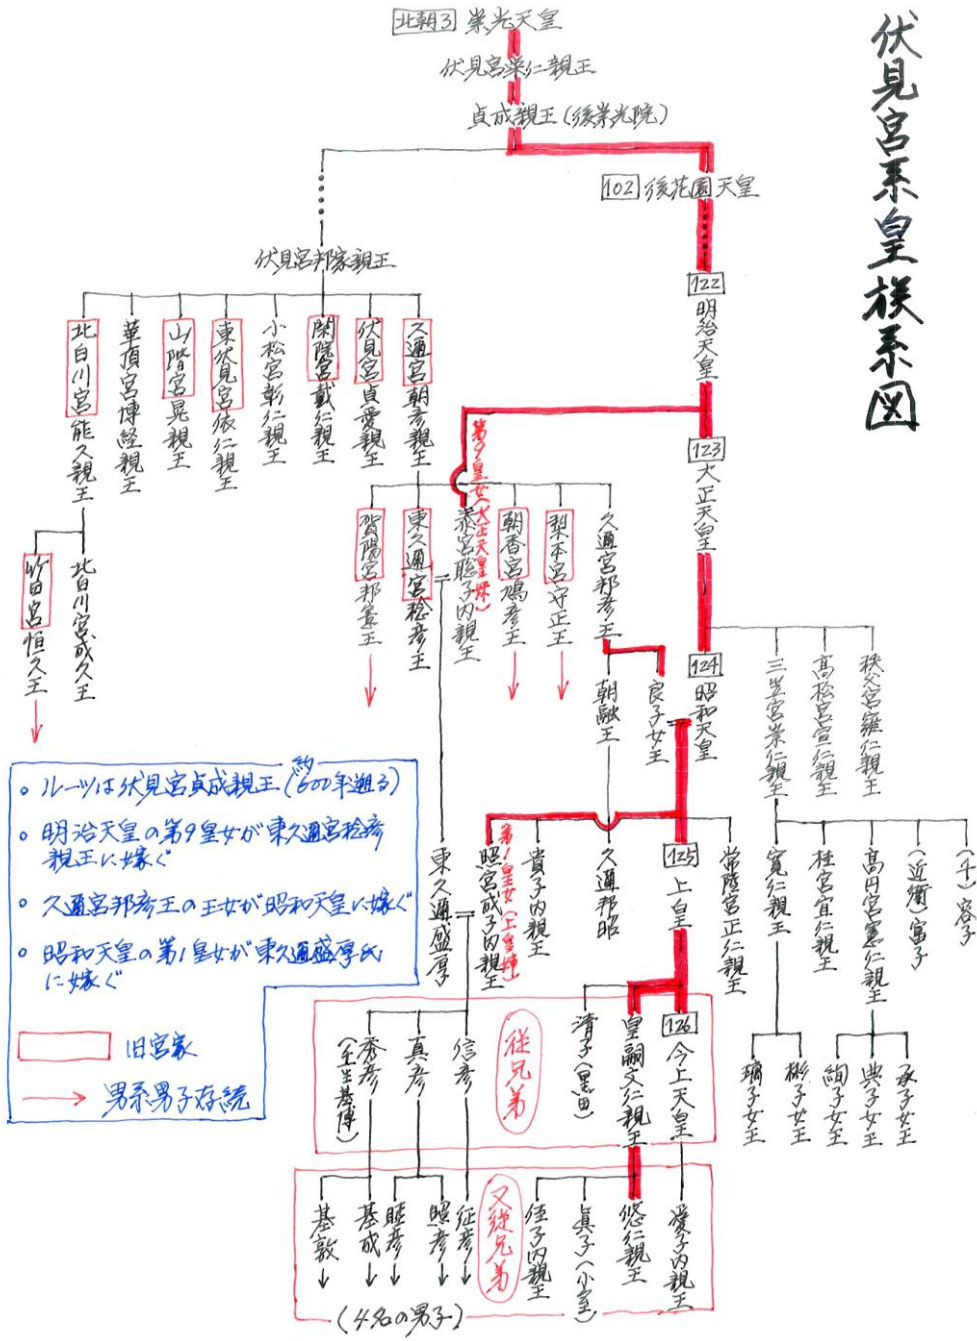 伏見宮系皇族系図
北朝3 崇光天皇
伏見宮栄仁親王
貞成親王(後崇光院)
102 後花園天皇
伏見宮邦家親王
122 明治天皇
久邇宮朝彦親王
伏見宮貞愛親王
閑院宮載仁親王
小松宮彰仁親王
東伏見宮依仁親王
山階宮晃親王
華頂宮博経親王
北白川宮能久親王
123 大正天皇
第9皇女(大正天皇妹)
久邇宮邦彦王
梨本宮守正王
朝香宮鳩彦王
泰宮聡子内親王
東久邇宮稔彦王
賀陽宮邦憲王
北白川宮成久王
竹田宮恒久王
124 昭和天皇
良子女王
朝融王
秩父宮雍仁親王
高松宮宣仁親王
三笠宮崇仁親王
125 上皇
常陸宮正仁親王
久邇邦昭
貴子内親王
第1皇女(上皇姉)
照宮成子内親王
東久邇盛厚
(千)容子
(近衛)甯子
高円宮憲仁親王
桂宮宜仁親王
寛仁親王
126 今上天皇
皇嗣文仁親王
清子(黒田)
従兄弟
信彦
真彦
秀彦
(壬生基博)
承子女王
典子女王
絢子女王
彬子女王
瑶子女王
愛子内親王
悠仁親王
眞子(小室)
佳子内親王
又従兄弟
征彦
照彦
睦彦
基成
基敦
(4名の男子)
• ルーツは伏見宮貞成親王(約600年遡る)
• 明治天皇の第9皇女が東久邇宮稔彦
親王に嫁ぐ
• 久邇宮邦彦王の王女が昭和天皇に嫁ぐ
• 昭和天皇の第1皇女が東久邇盛厚氏
に嫁ぐ
旧宮家
→ 男系男子存続